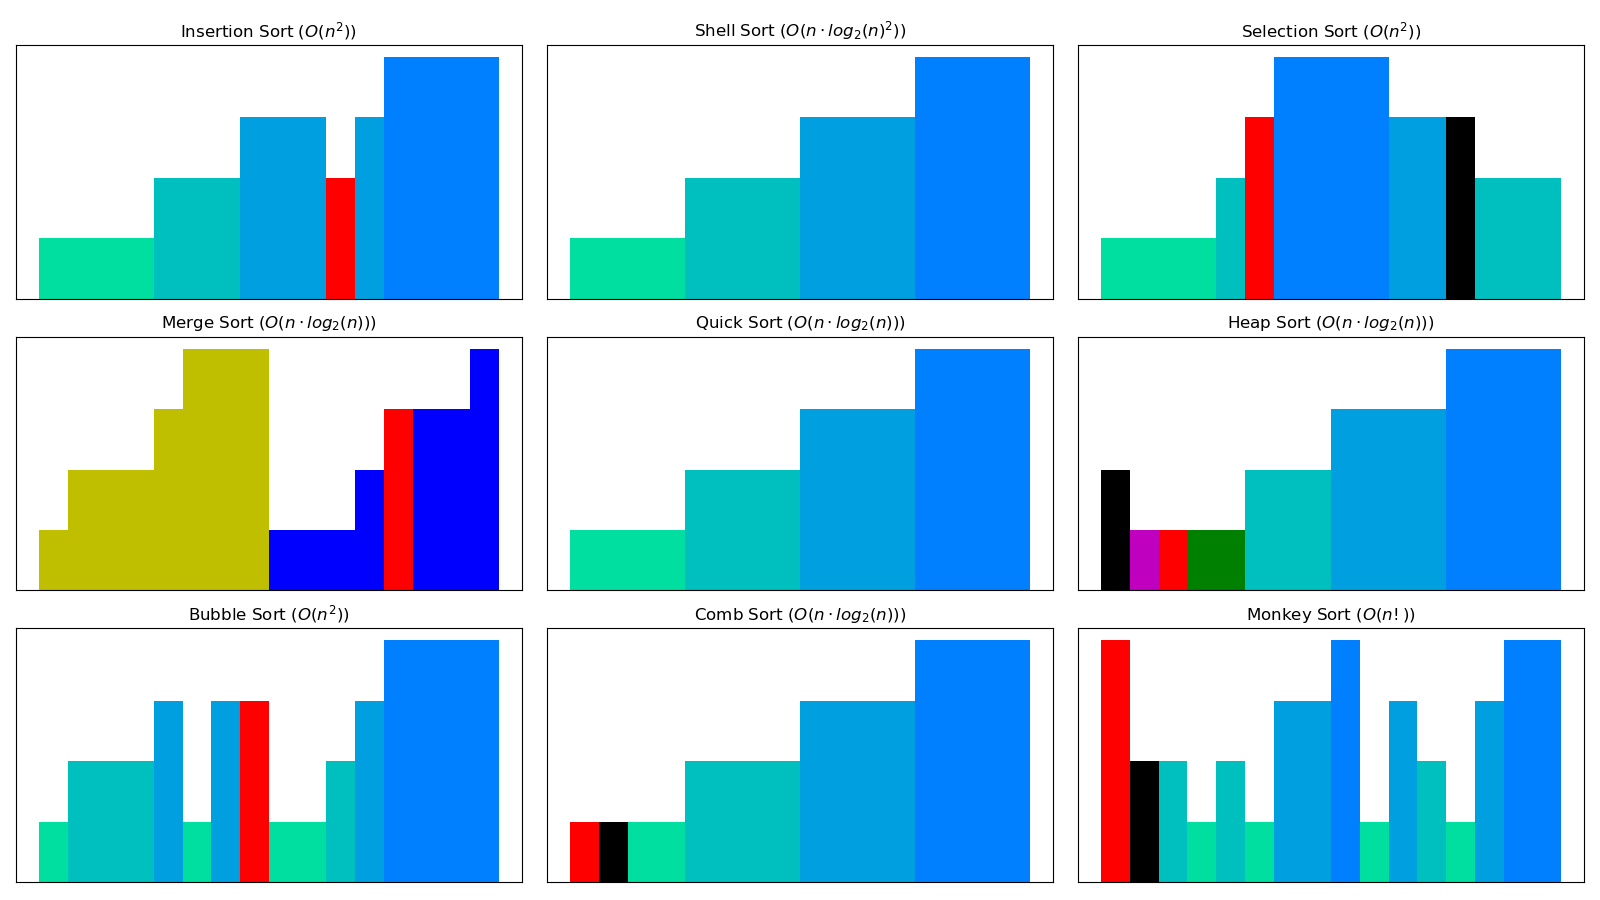 Insertion Sort (O(n²))
Shell Sort (O(n · log₂(n)²))
Selection Sort (O(n²))
Merge Sort (O(n · log₂(n)))
Quick Sort (O(n · log₂(n)))
Heap Sort (O(n · log₂(n)))
Bubble Sort (O(n²))
Comb Sort (O(n · log₂(n)))
Monkey Sort (O(n! ))